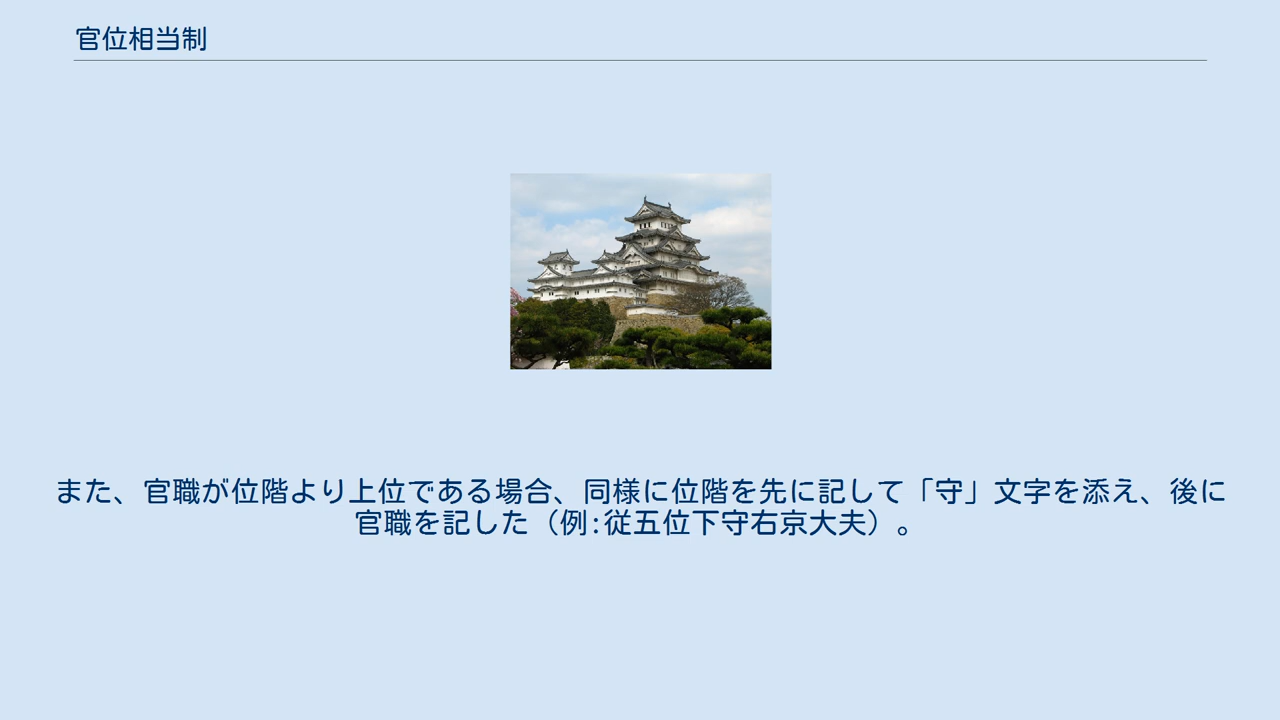 官位相当制
また、官職が位階より上位である場合、同様に位階を先に記して「守」文字を添え、後に
官職を記した（例:従五位下守右京大夫）。